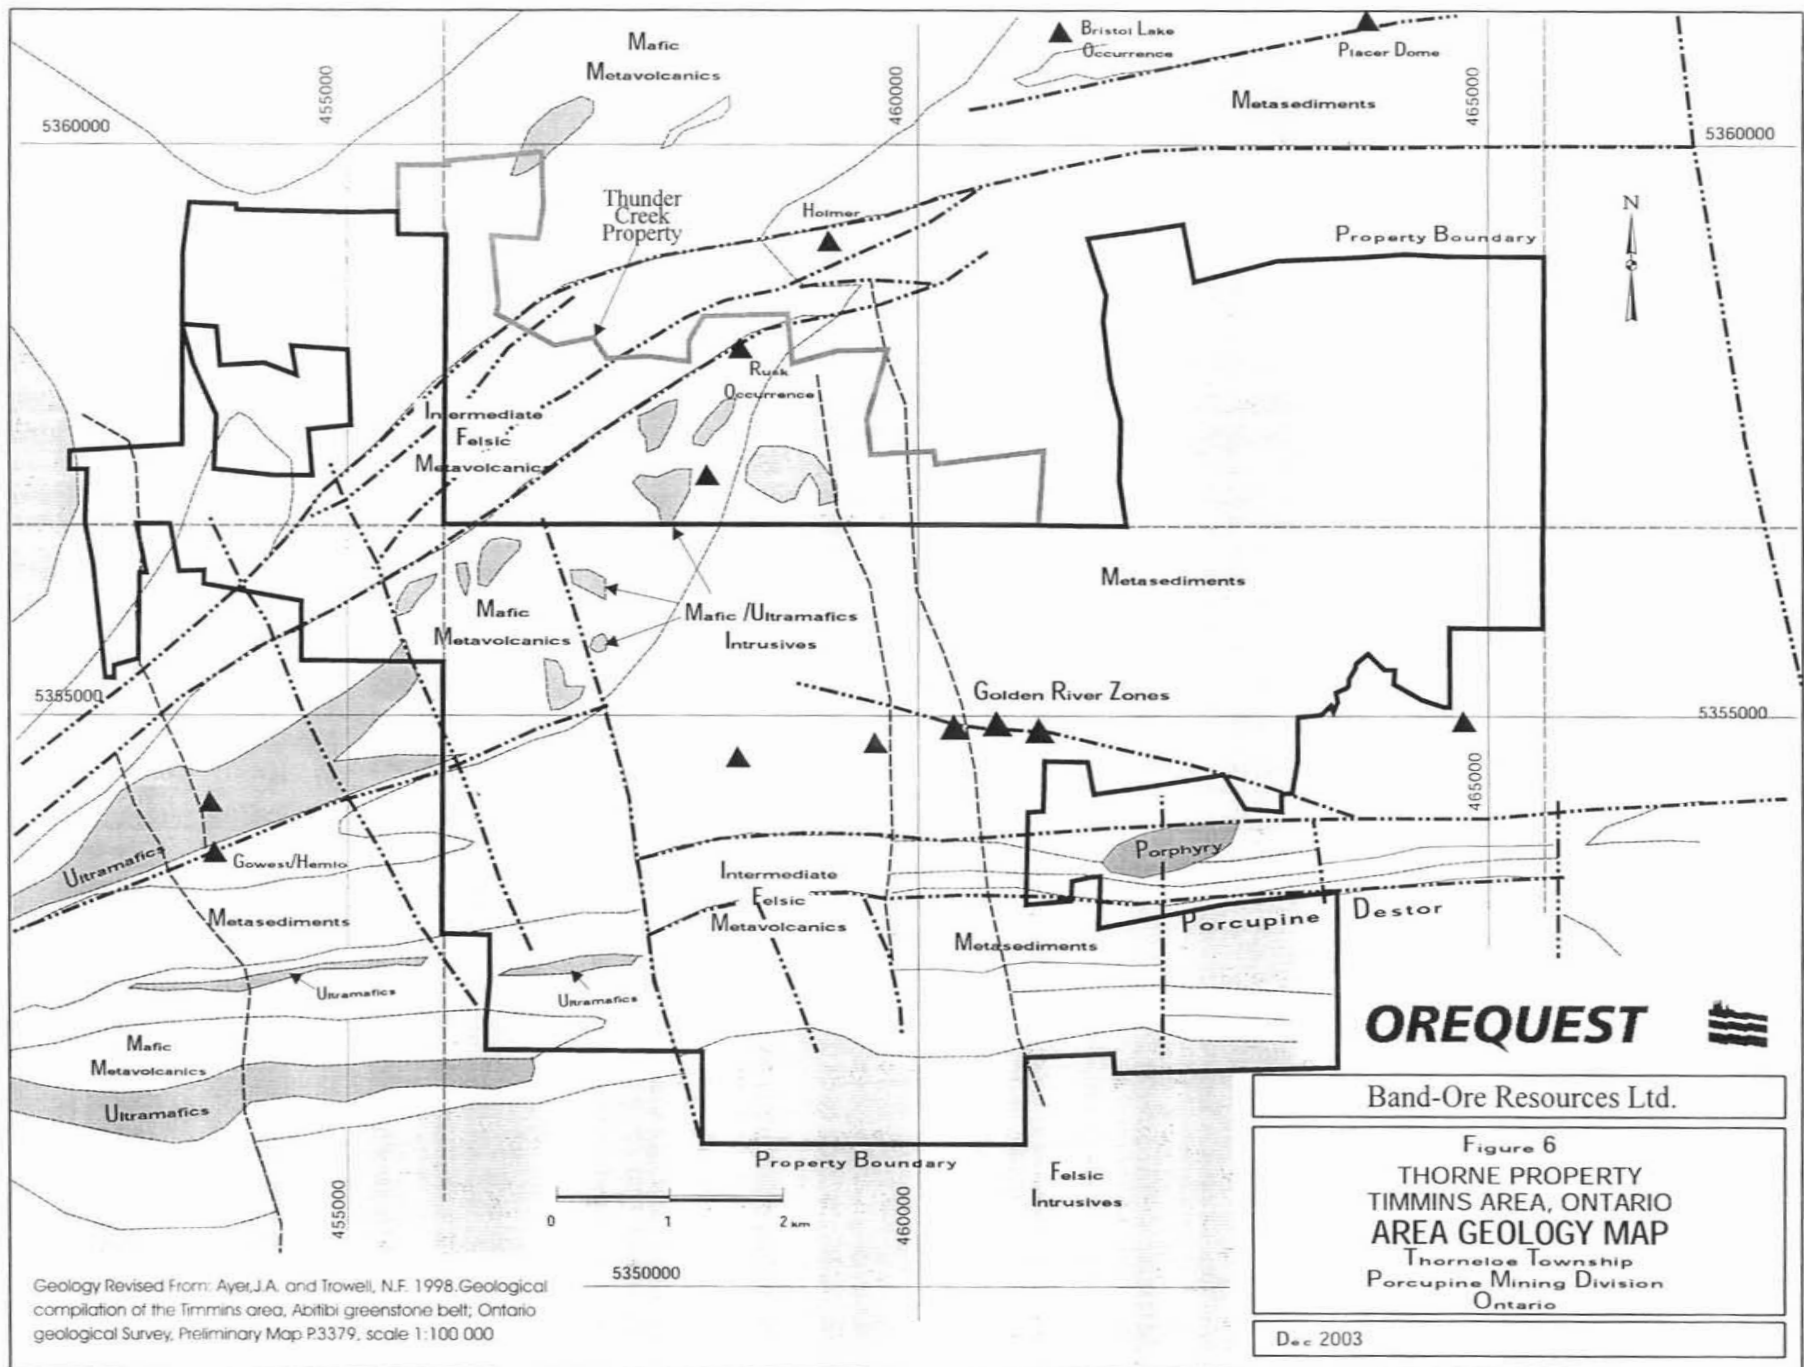 Mafic
Metavolcanics
Bristol Lake
Occurrence
Placer Dome
Metasediments
455000
460000
465000
5360000
5360000
Thunder
Creek
Property
Holmer
Property Boundary
N
Rusk
Occurrence
Intermediate
Felsic
Metavolcanics
Metasediments
Mafic
Metavolcanics
Mafic /Ultramafics
Intrusives
5355000
Golden River Zones
5355000
465000
Ultramafics
Gowest/Hemlo
Porphyry
Intermediate
Felsic
Metavolcanics
Metasediments
Metasediments
Porcupine Destor
Ultramafics
Ultramafics
Mafic
Metavolcanics
Ultramafics
OREQUEST
Property Boundary
Felsic
Intrusives
455000
460000
0 1 2 km
5350000
Band-Ore Resources Ltd.
Figure 6
THORNE PROPERTY
TIMMINS AREA, ONTARIO
AREA GEOLOGY MAP
Thorneloe Township
Porcupine Mining Division
Ontario
Dec 2003
Geology Revised From: Ayer,J.A. and Trowell, N.F. 1998.Geological
compilation of the Timmins area, Abitibi greenstone belt; Ontario
geological Survey, Preliminary Map P.3379, scale 1:100 000